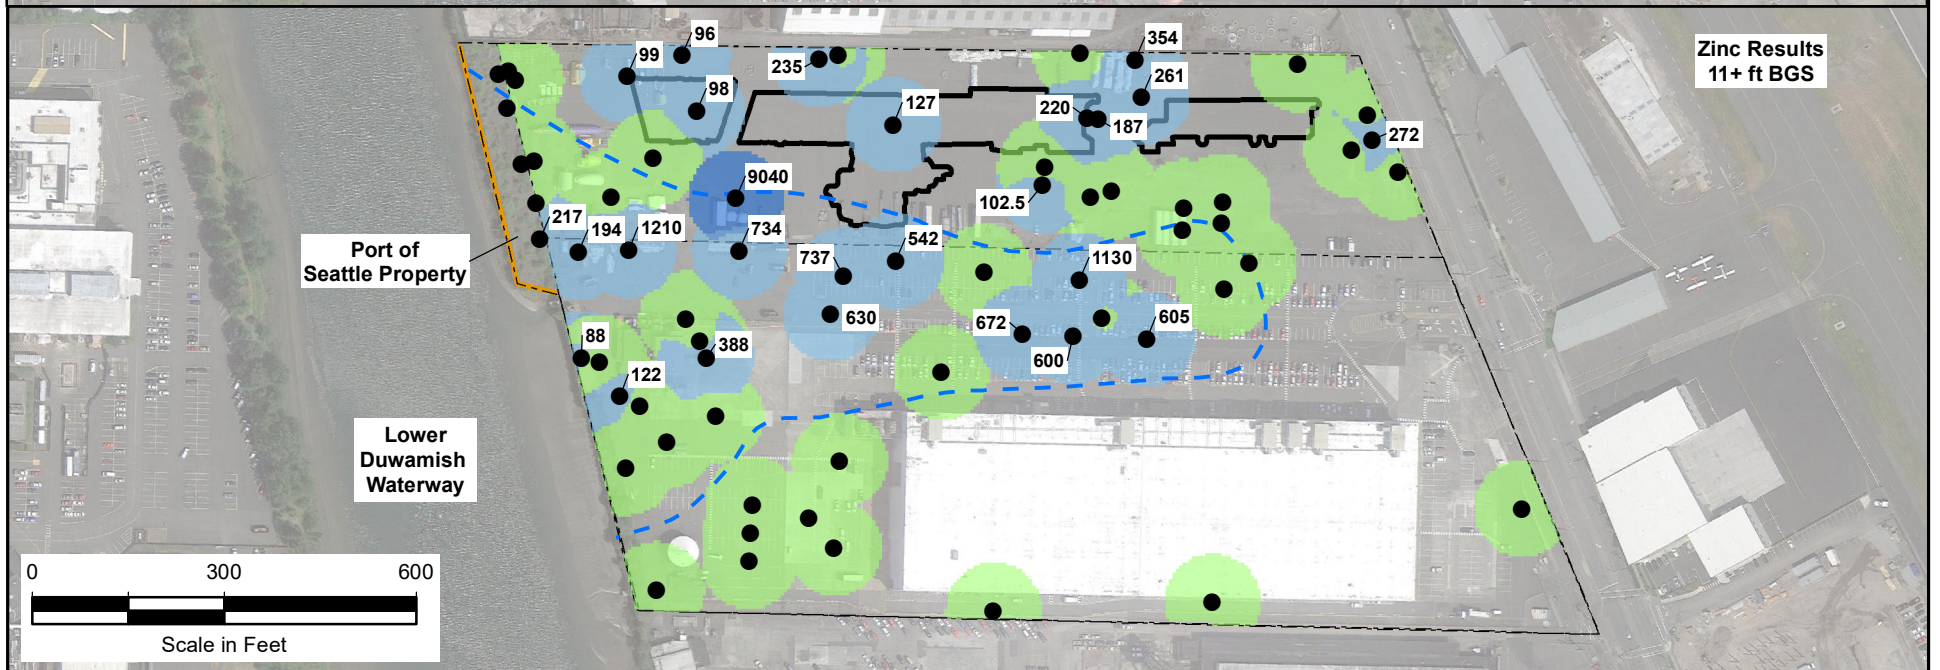 Zinc Results
11+ ft BGS
96
99
98
235
127
354
261
220
187
272
102.5
9040
217
194
1210
734
737
542
630
1130
672
600
605
88
388
122
Port of
Seattle Property
Lower
Duwamish
Waterway
0 300 600
Scale in Feet